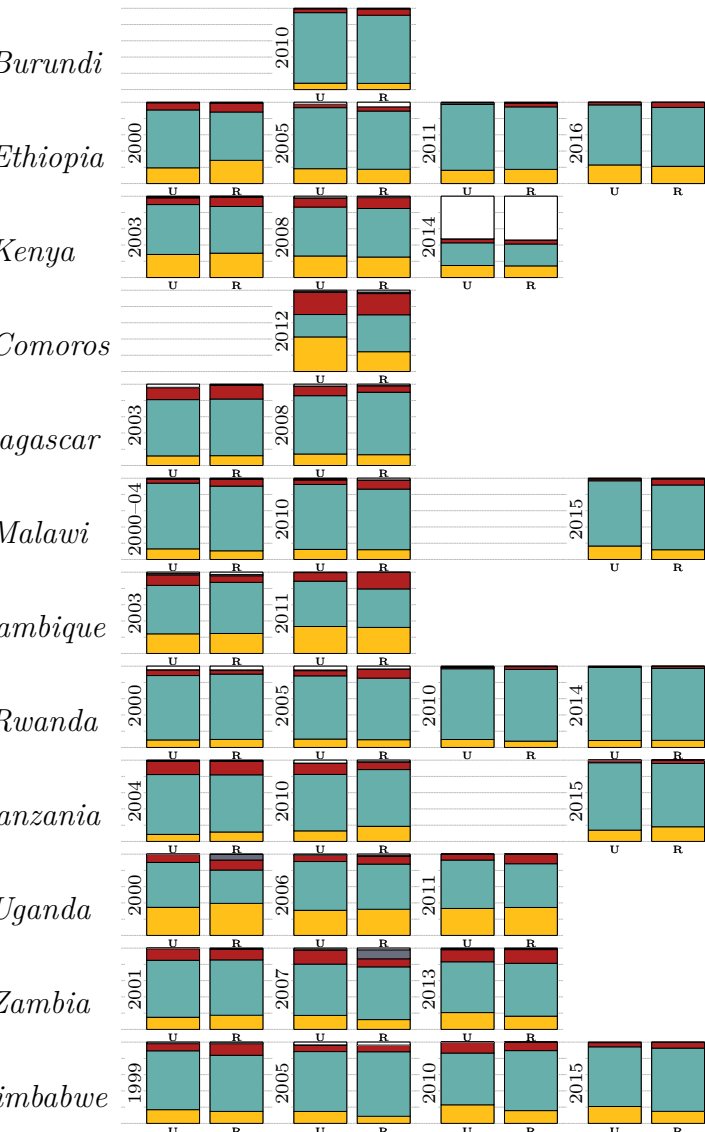 Burundi 2010
U R
Ethiopia 2000 2005 2011 2016
U R U R U R U R
Kenya 2003 2008 2014
U R U R U R
Comoros 2012
U R
agascar 2003 2008
U R U R
Malawi 2000–04 2010 2015
U R U R U R
ambique 2003 2011
U R U R
Rwanda 2000 2005 2010 2014
U R U R U R U R
anzania 2004 2010 2015
U R U R U R
Uganda 2000 2006 2011
U R U R U R
Zambia 2001 2007 2013
U R U R U R
imbabwe 1999 2005 2010 2015
U R U R U R U R